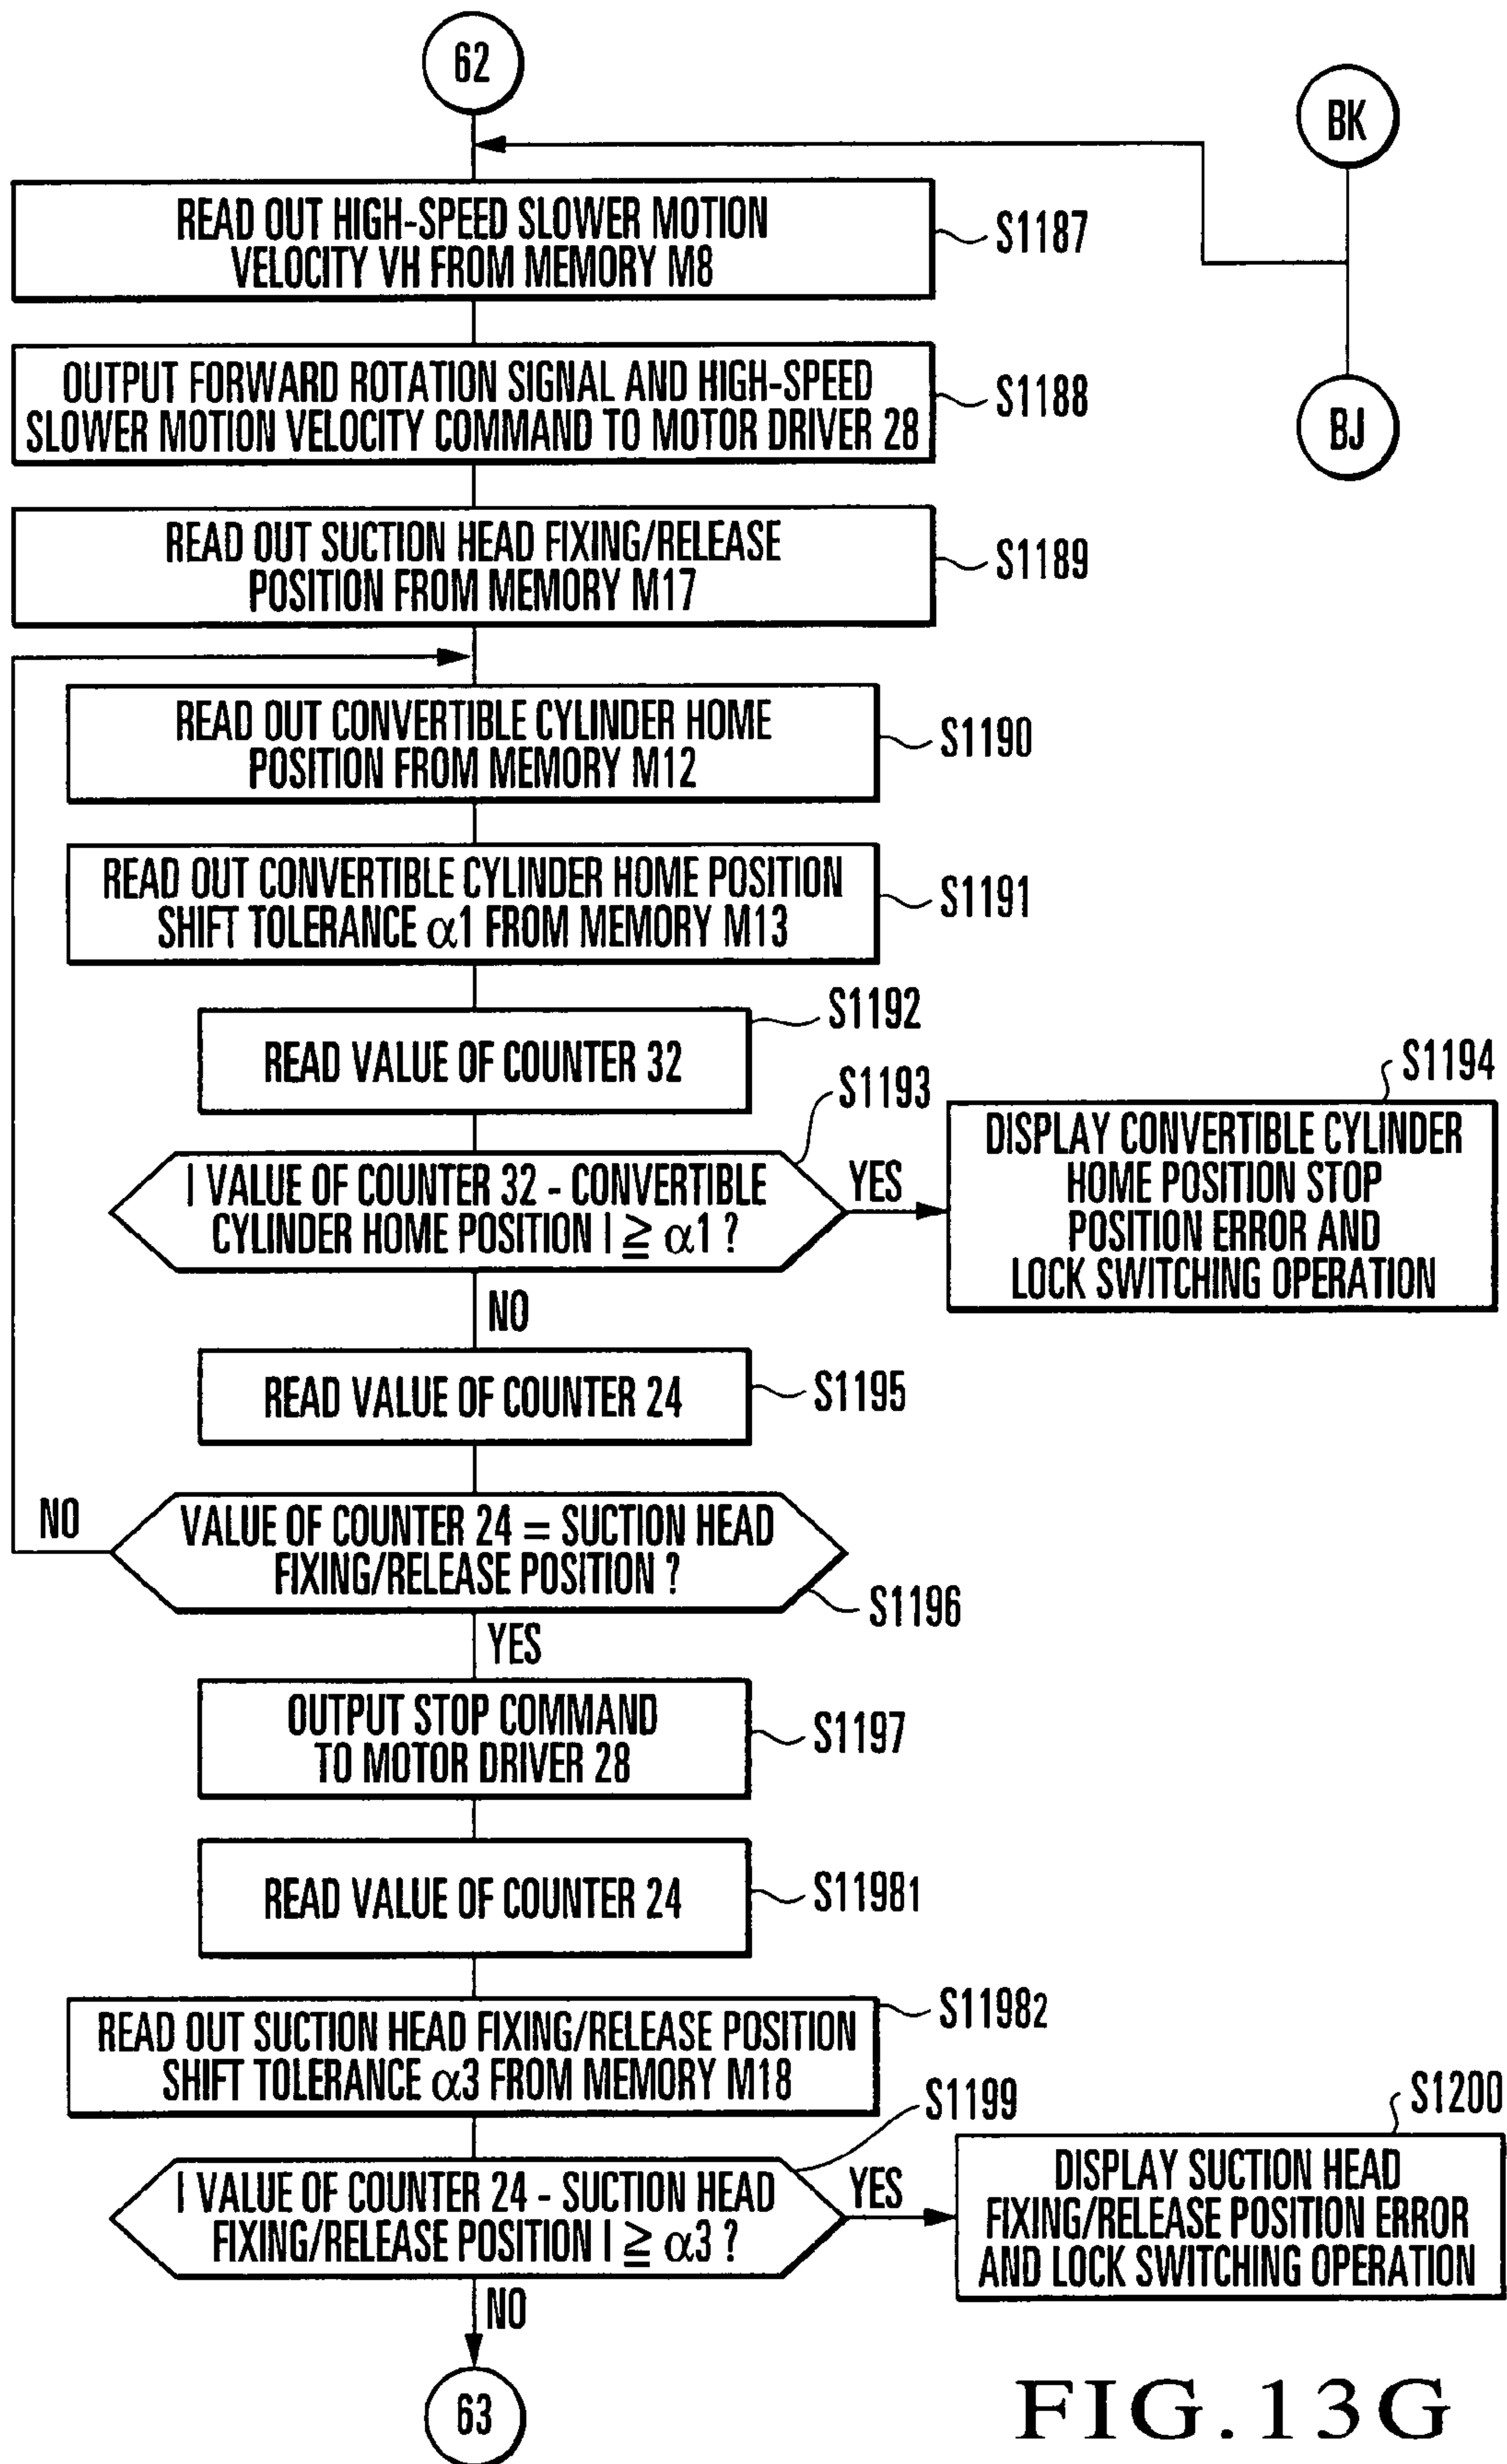 62
BK
READ OUT HIGH-SPEED SLOWER MOTION
VELOCITY VH FROM MEMORY M8
S1187
OUTPUT FORWARD ROTATION SIGNAL AND HIGH-SPEED
SLOWER MOTION VELOCITY COMMAND TO MOTOR DRIVER 28
S1188
BJ
READ OUT SUCTION HEAD FIXING/RELEASE
POSITION FROM MEMORY M17
S1189
READ OUT CONVERTIBLE CYLINDER HOME
POSITION FROM MEMORY M12
S1190
READ OUT CONVERTIBLE CYLINDER HOME POSITION
SHIFT TOLERANCE α1 FROM MEMORY M13
S1191
READ VALUE OF COUNTER 32
S1192
| VALUE OF COUNTER 32 - CONVERTIBLE
CYLINDER HOME POSITION | ≧ α1 ?
S1193
YES
DISPLAY CONVERTIBLE CYLINDER
HOME POSITION STOP
POSITION ERROR AND
LOCK SWITCHING OPERATION
S1194
NO
READ VALUE OF COUNTER 24
S1195
NO
VALUE OF COUNTER 24 = SUCTION HEAD
FIXING/RELEASE POSITION ?
S1196
YES
OUTPUT STOP COMMAND
TO MOTOR DRIVER 28
S1197
READ VALUE OF COUNTER 24
S11981
READ OUT SUCTION HEAD FIXING/RELEASE POSITION
SHIFT TOLERANCE α3 FROM MEMORY M18
S11982
| VALUE OF COUNTER 24 - SUCTION HEAD
FIXING/RELEASE POSITION | ≧ α3 ?
S1199
YES
DISPLAY SUCTION HEAD
FIXING/RELEASE POSITION ERROR
AND LOCK SWITCHING OPERATION
S1200
NO
63
FIG.13G